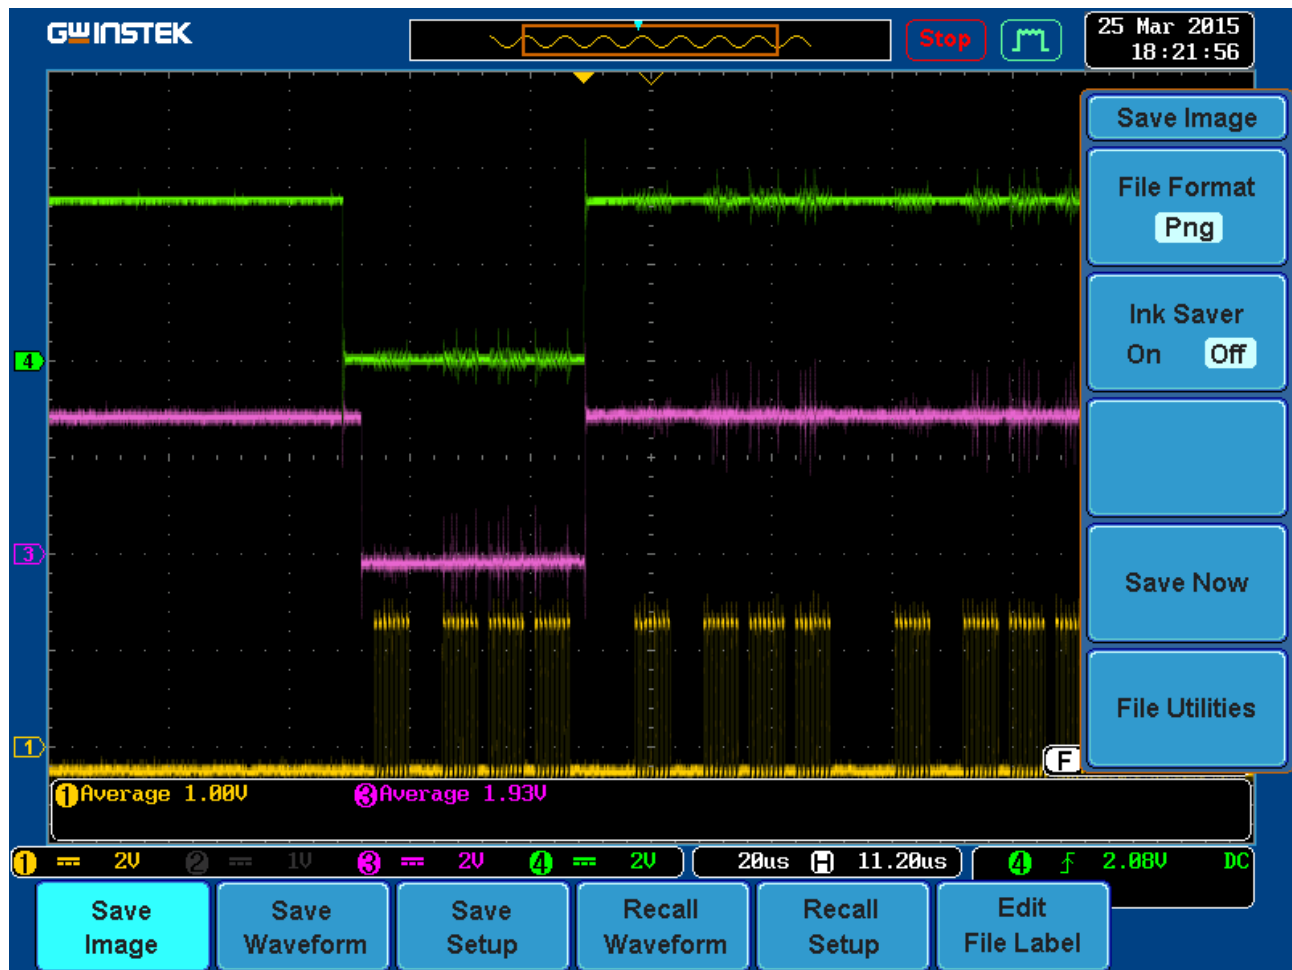 GWINSTEK
Stop
25 Mar 2015
18:21:56
Save Image
File Format
Png
Ink Saver
On Off
4
3
Save Now
File Utilities
1
F
1 Average 1.00V 3 Average 1.93V
1 2V 2 1V 3 2V 4 2V 20us H 11.20us 4 2.08V DC
Save Image
Save Waveform
Save Setup
Recall Waveform
Recall Setup
Edit File Label